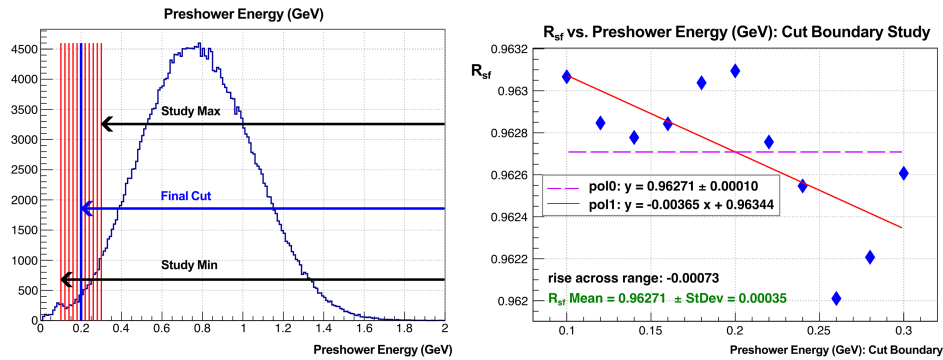 Preshower Energy (GeV)
4500
4000
3500
3000
2500
2000
1500
1000
500
0
Study Max
Final Cut
Study Min
0 0.2 0.4 0.6 0.8 1 1.2 1.4 1.6 1.8 2
Preshower Energy (GeV)
Rsf vs. Preshower Energy (GeV): Cut Boundary Study
Rsf
0.9632
0.963
0.9628
0.9626
0.9624
0.9622
0.962
pol0: y = 0.96271 ± 0.00010
pol1: y = -0.00365 x + 0.96344
rise across range: -0.00073
Rsf Mean = 0.96271 ± StDev = 0.00035
0.1 0.15 0.2 0.25 0.3
Preshower Energy (GeV): Cut Boundary